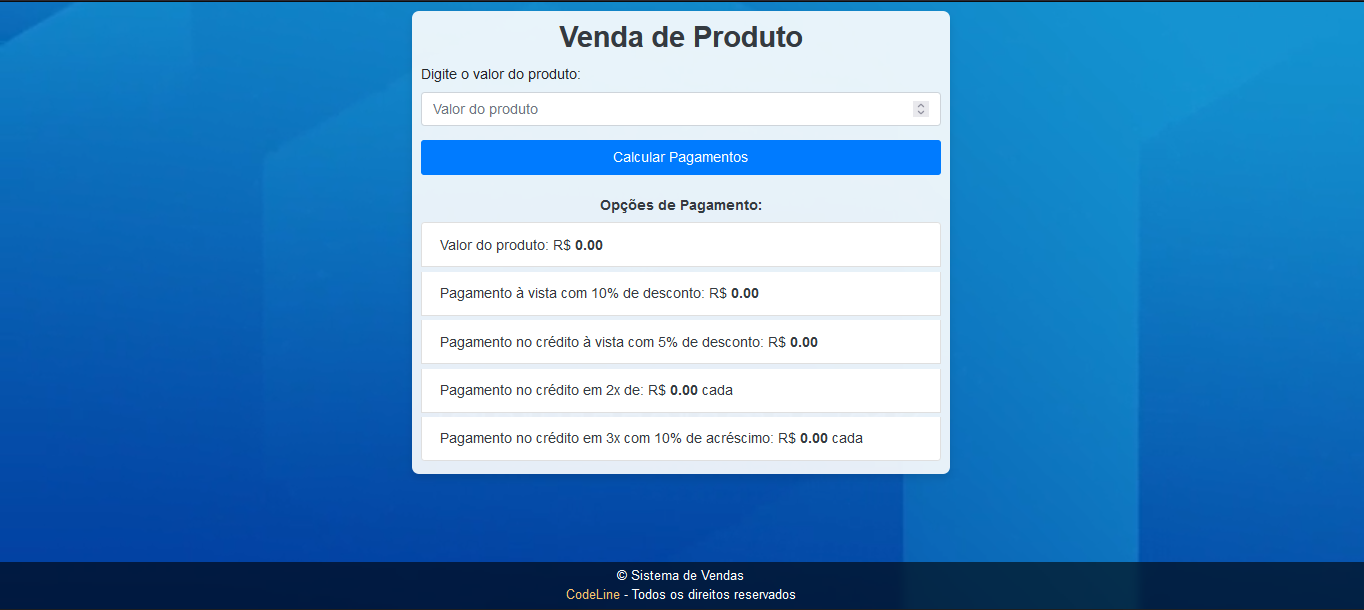 Venda de Produto
Digite o valor do produto:
Valor do produto
Calcular Pagamentos
Opções de Pagamento:
Valor do produto: R$ 0.00
Pagamento à vista com 10% de desconto: R$ 0.00
Pagamento no crédito à vista com 5% de desconto: R$ 0.00
Pagamento no crédito em 2x de: R$ 0.00 cada
Pagamento no crédito em 3x com 10% de acréscimo: R$ 0.00 cada
© Sistema de Vendas
CodeLine - Todos os direitos reservados